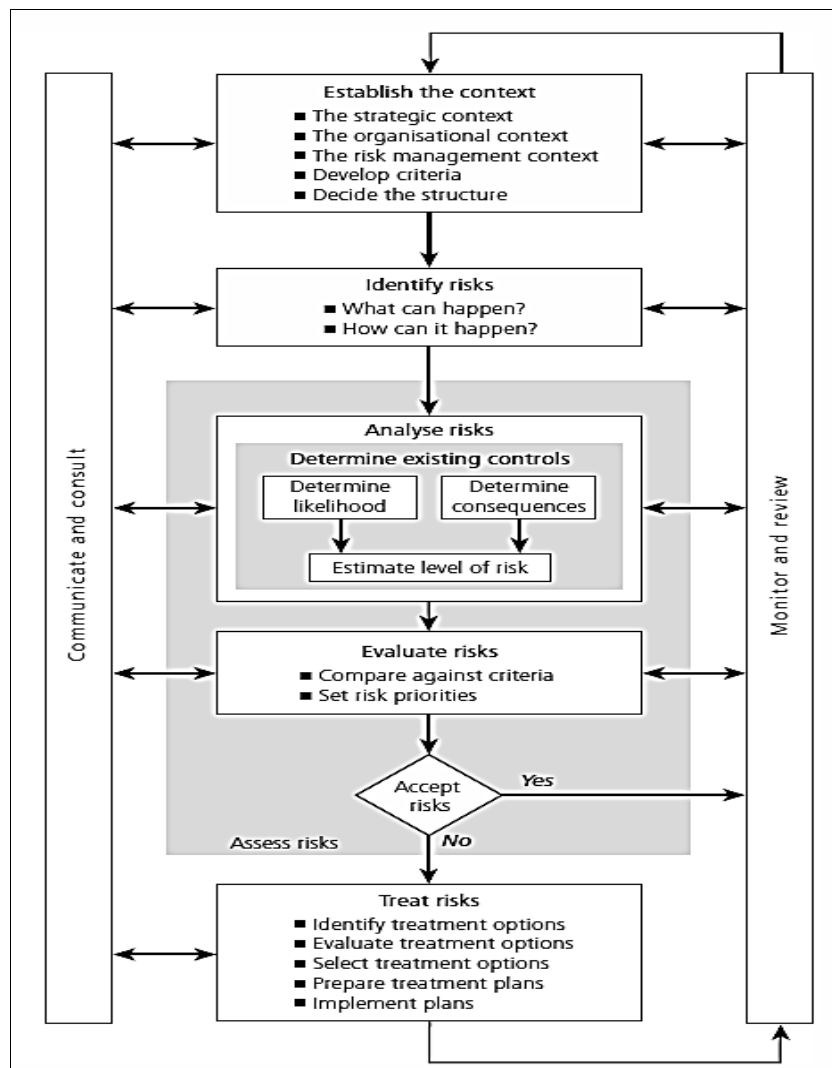 Establish the context
■ The strategic context
■ The organisational context
■ The risk management context
■ Develop criteria
■ Decide the structure
Identify risks
■ What can happen?
■ How can it happen?
Analyse risks
Determine existing controls
Determine
likelihood
Determine
consequences
Estimate level of risk
Evaluate risks
■ Compare against criteria
■ Set risk priorities
Accept
risks
Yes
No
Assess risks
Treat risks
■ Identify treatment options
■ Evaluate treatment options
■ Select treatment options
■ Prepare treatment plans
■ Implement plans
Communicate and consult
Monitor and review